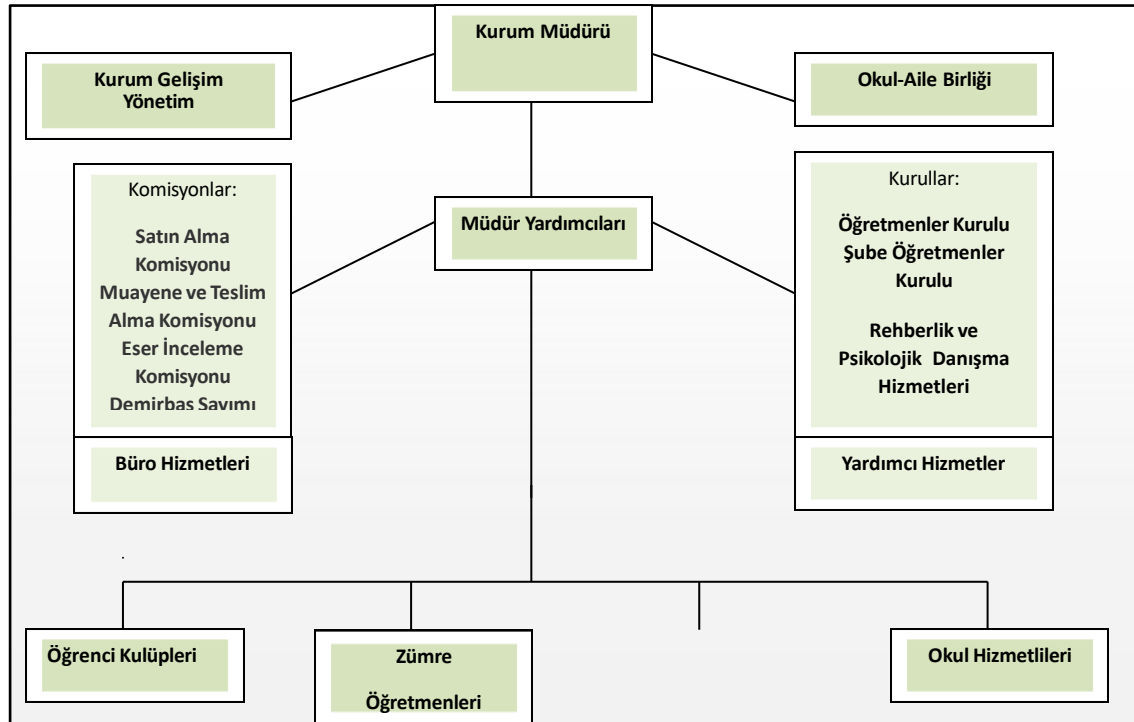 Kurum Müdürü
Kurum Gelişim
Yönetim
Okul-Aile Birliği
Komisyonlar:
Satın Alma
Komisyonu
Muayene ve Teslim
Alma Komisyonu
Eser İnceleme
Komisyonu
Demirbaş Sayımı
Müdür Yardımcıları
Kurullar:
Öğretmenler Kurulu
Şube Öğretmenler
Kurulu
Rehberlik ve
Psikolojik Danışma
Hizmetleri
Büro Hizmetleri
Yardımcı Hizmetler
.
Öğrenci Kulüpleri
Zümre
Öğretmenleri
Okul Hizmetlileri